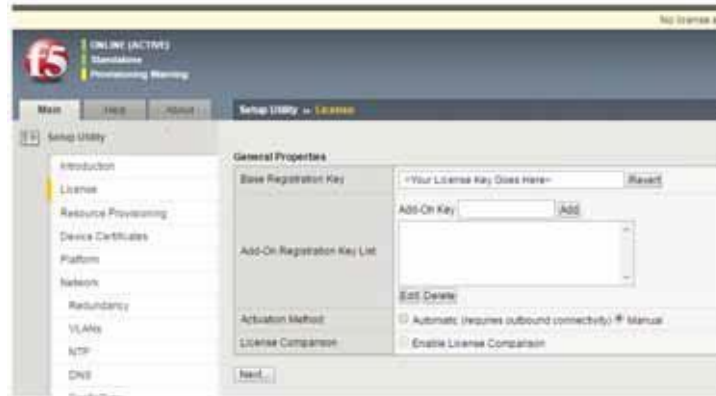 No license
f5
ONLINE (ACTIVE)
Standalone
Provisioning Warning
Main
Help
About
Setup Utility » License
Setup Utility
Introduction
License
Resource Provisioning
Device Certificates
Platform
Network
Redundancy
VLANs
NTP
DNS
General Properties
Base Registration Key
<Your License Key Goes Here>
Revert
Add-On Registration Key List
Add-On Key
Add
Edit Delete
Activation Method
Automatic (requires outbound connectivity)
Manual
License Comparison
Enable License Comparison
Next...